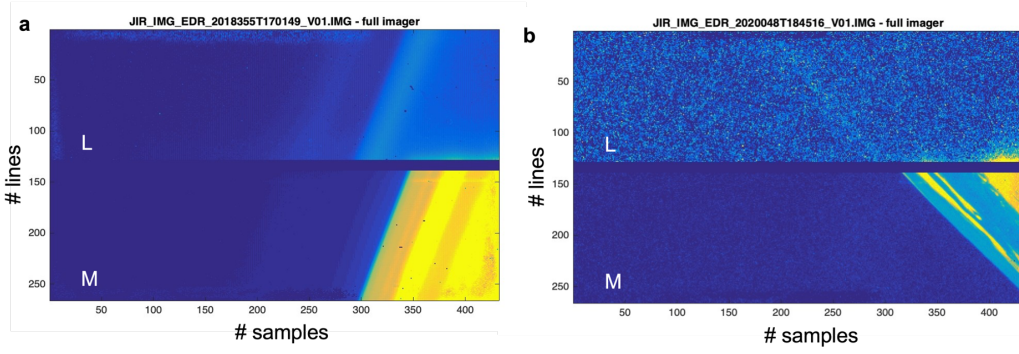 a
JIR_IMG_EDR_2018355T170149_V01.IMG - full imager
50
100
150
200
250
# lines
L
M
50
100
150
200
250
300
350
400
# samples
b
JIR_IMG_EDR_2020048T184516_V01.IMG - full imager
50
100
150
200
250
# lines
L
M
50
100
150
200
250
300
350
400
# samples